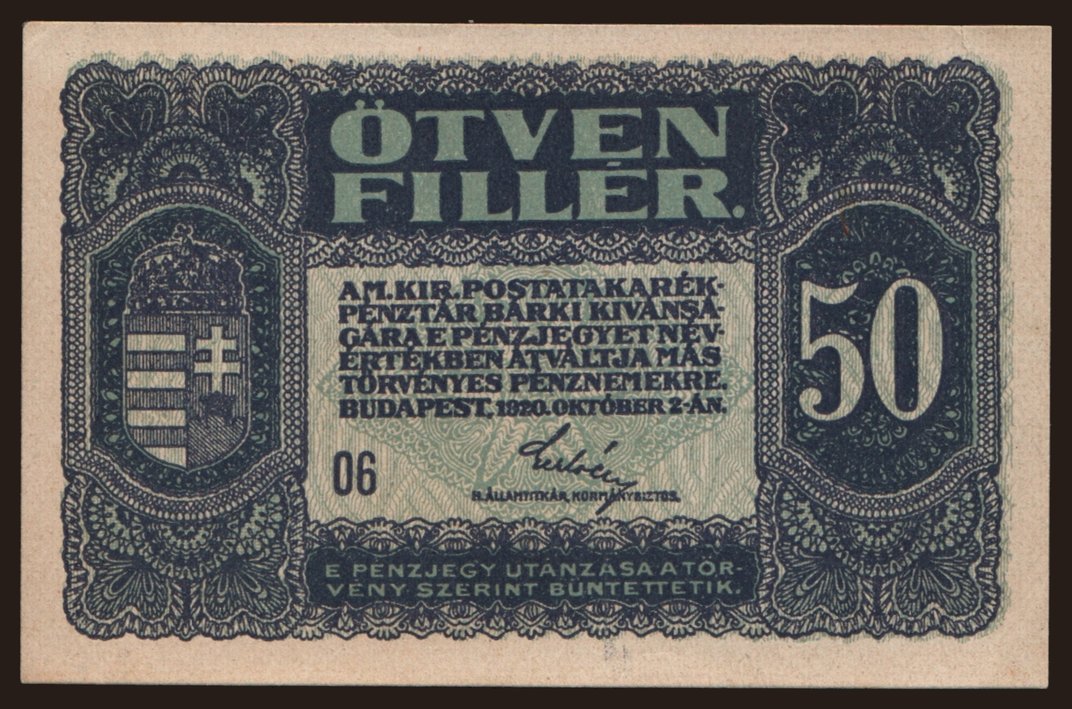 ÖTVEN
FILLÉR.
A M. KIR. POSTATAKARÉK-
PÉNZTÁR BÁRKI KIVÁNSÁ-
GÁRA E PÉNZJEGYET NÉV-
ÉRTÉKBEN ÁTVÁLTJA MÁS
TÖRVÉNYES PÉNZNEMEKRE.
BUDAPEST, 1920. OKTÓBER 2-ÁN.
50
06
H. ÁLLAMTITKÁR, KORMÁNYBIZTOS.
E PÉNZJEGY UTÁNZÁSA A TÖR-
VÉNY SZERINT BÜNTETTETIK.